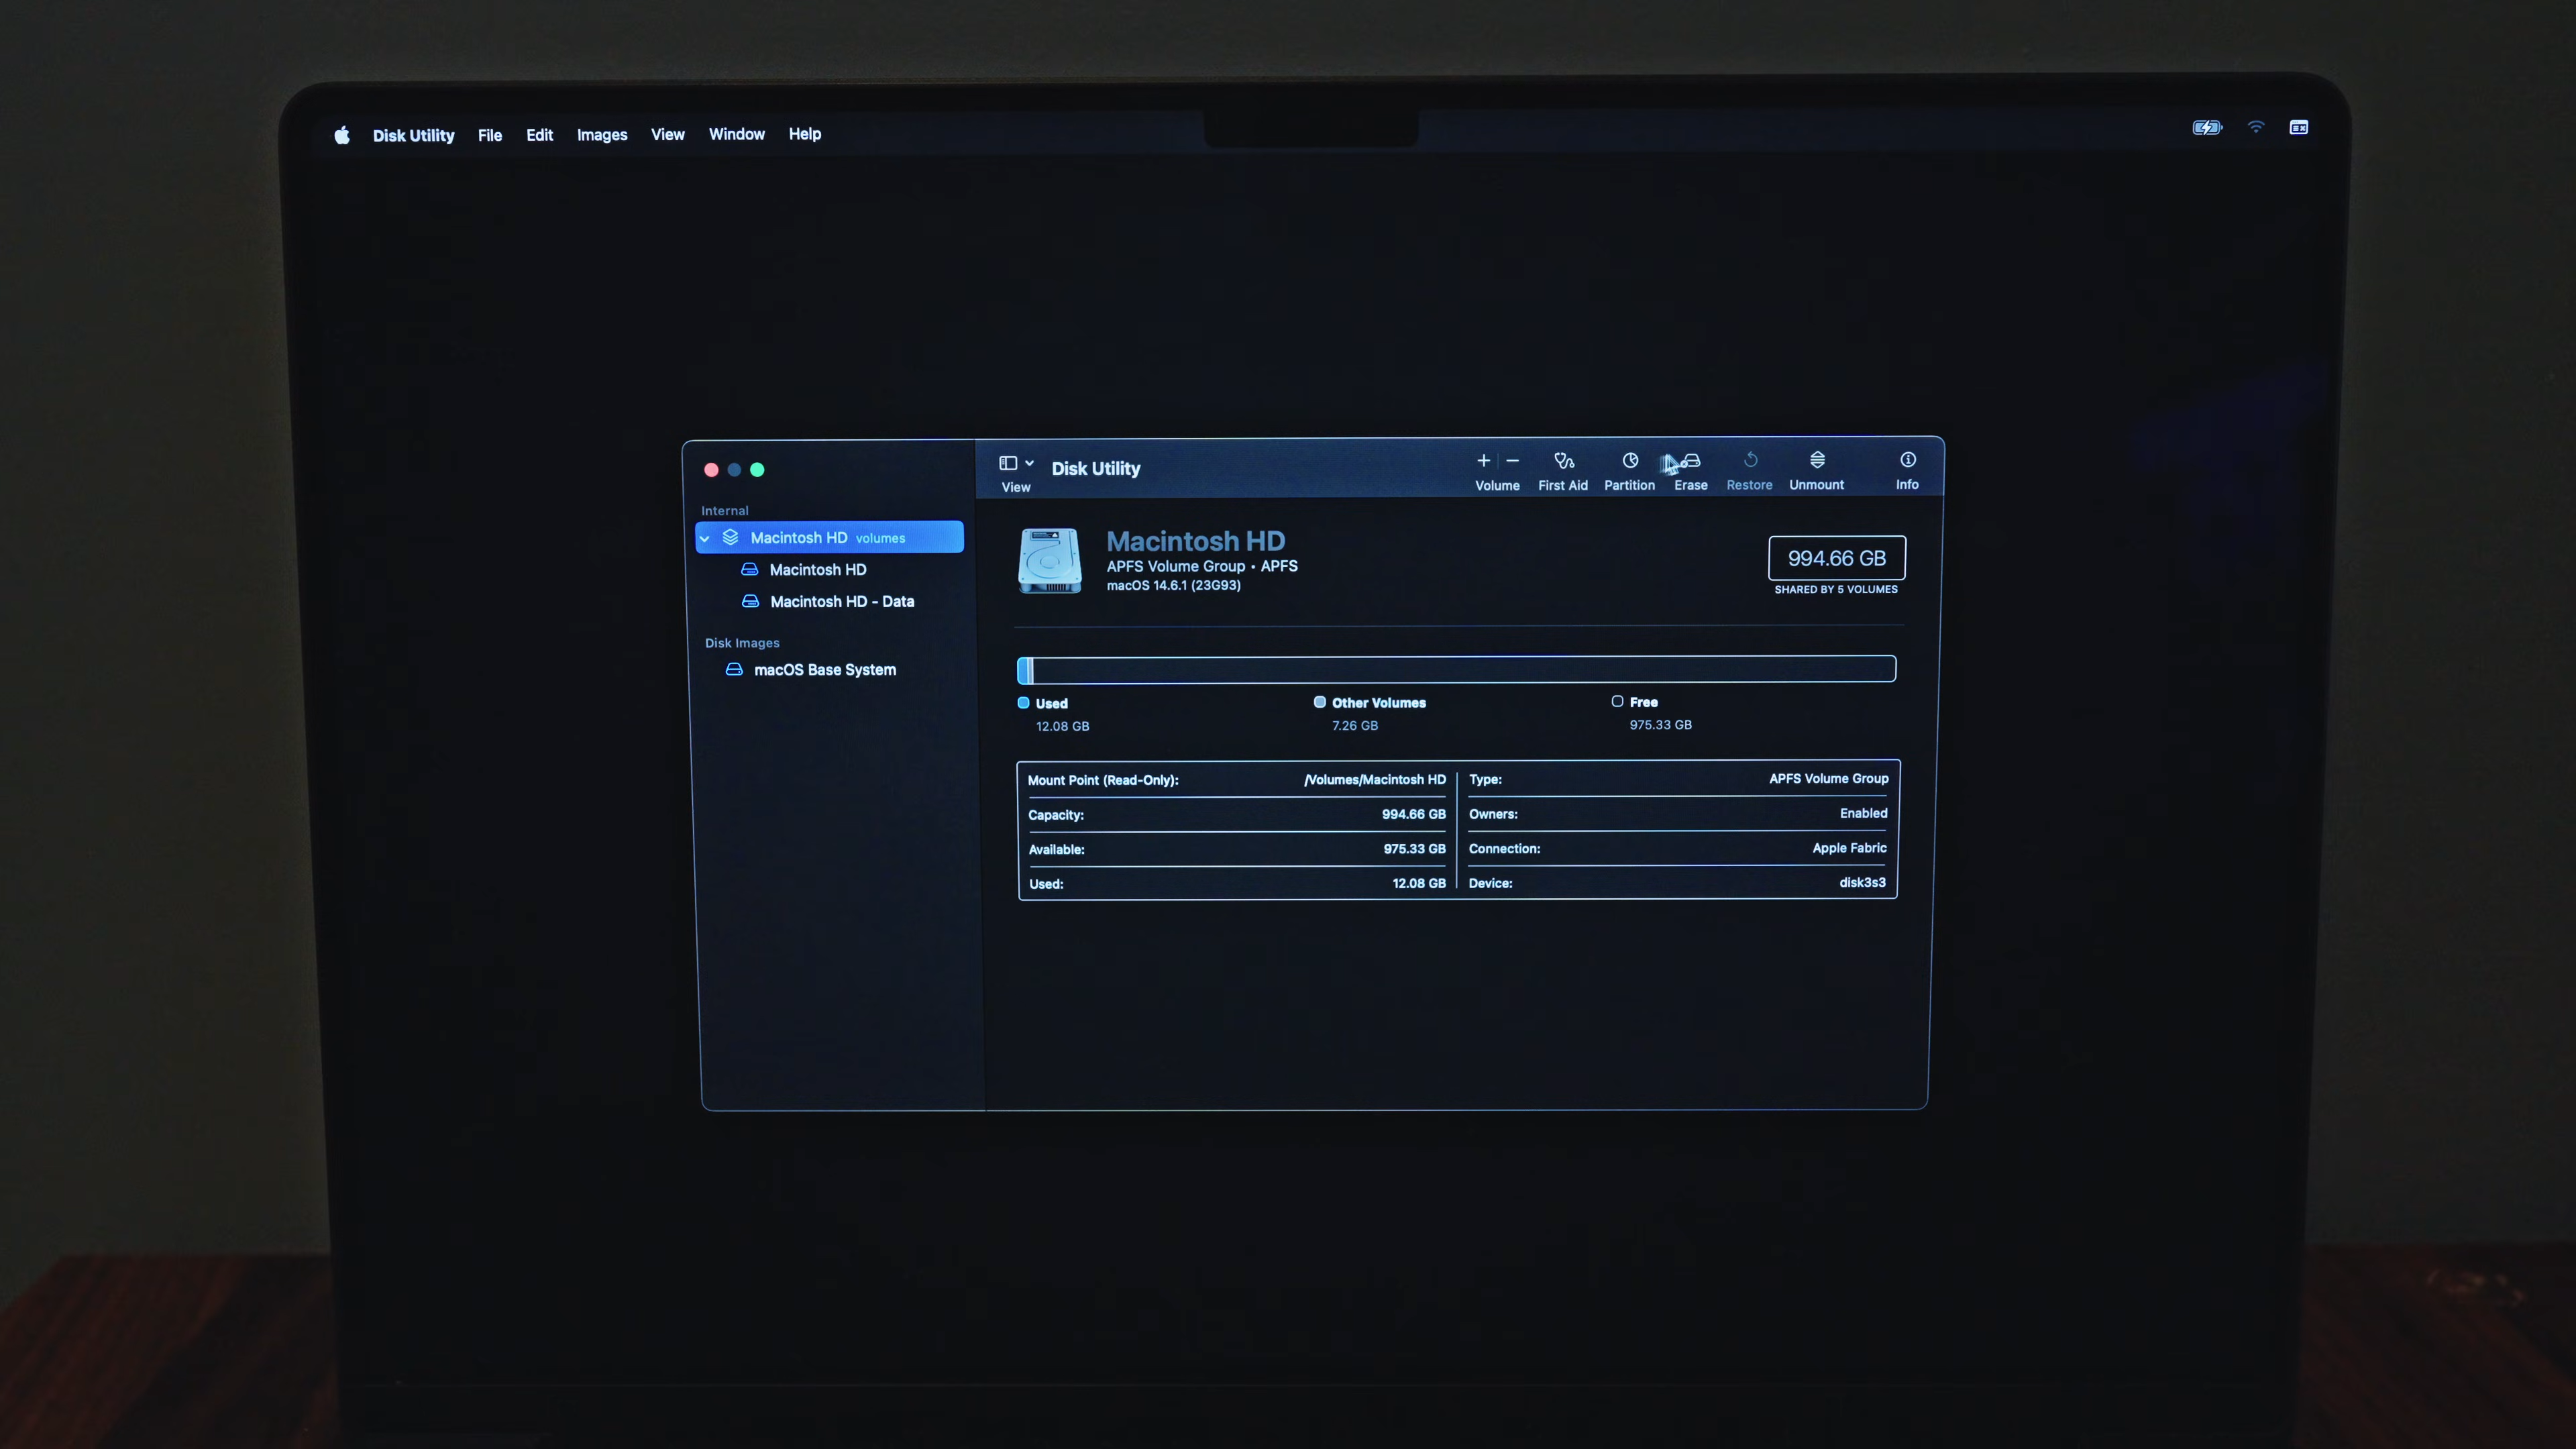 Disk Utility File Edit Images View Window Help
Disk Utility
View
Volume First Aid Partition Erase Restore Unmount Info
Internal
Macintosh HD volumes
Macintosh HD
Macintosh HD - Data
Disk Images
macOS Base System
Macintosh HD
APFS Volume Group • APFS
macOS 14.6.1 (23G93)
994.66 GB
SHARED BY 5 VOLUMES
Used
12.08 GB
Other Volumes
7.26 GB
Free
975.33 GB
Mount Point (Read-Only): /Volumes/Macintosh HD
Capacity: 994.66 GB
Available: 975.33 GB
Used: 12.08 GB
Type: APFS Volume Group
Owners: Enabled
Connection: Apple Fabric
Device: disk3s3